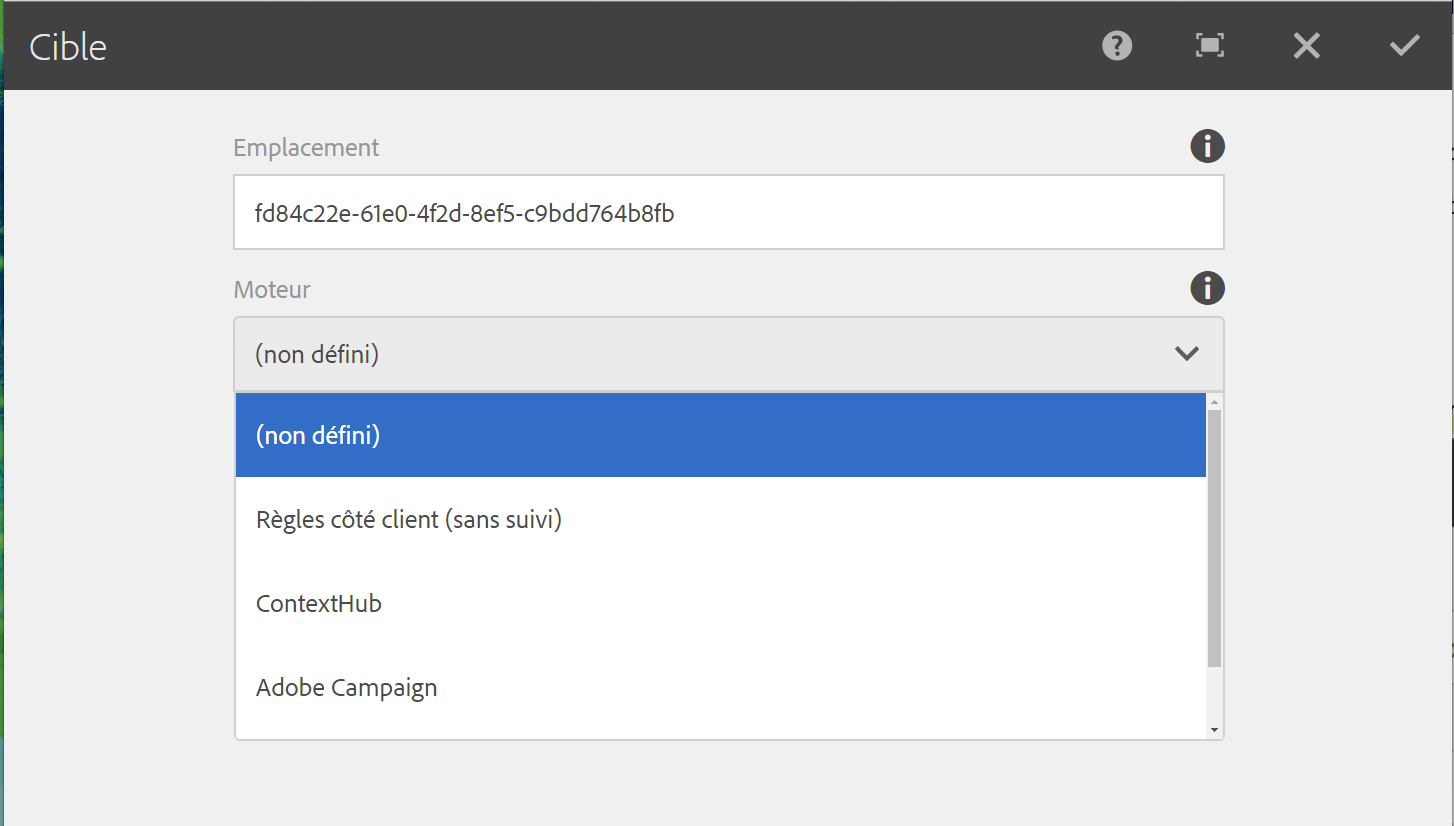 Cible
Emplacement
fd84c22e-61e0-4f2d-8ef5-c9bdd764b8fb
Moteur
(non défini)
(non défini)
Règles côté client (sans suivi)
ContextHub
Adobe Campaign